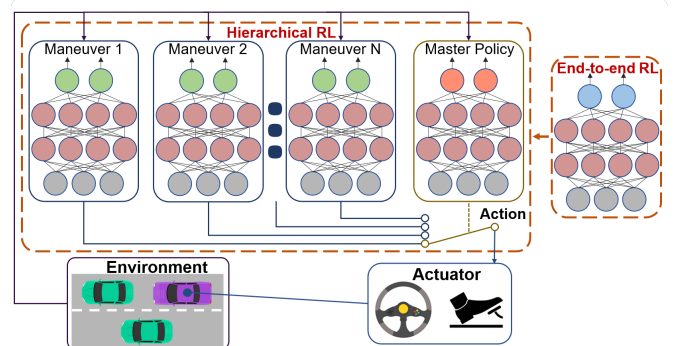 Hierarchical RL
Maneuver 1
Maneuver 2
Maneuver N
Master Policy
End-to-end RL
Action
Environment
Actuator